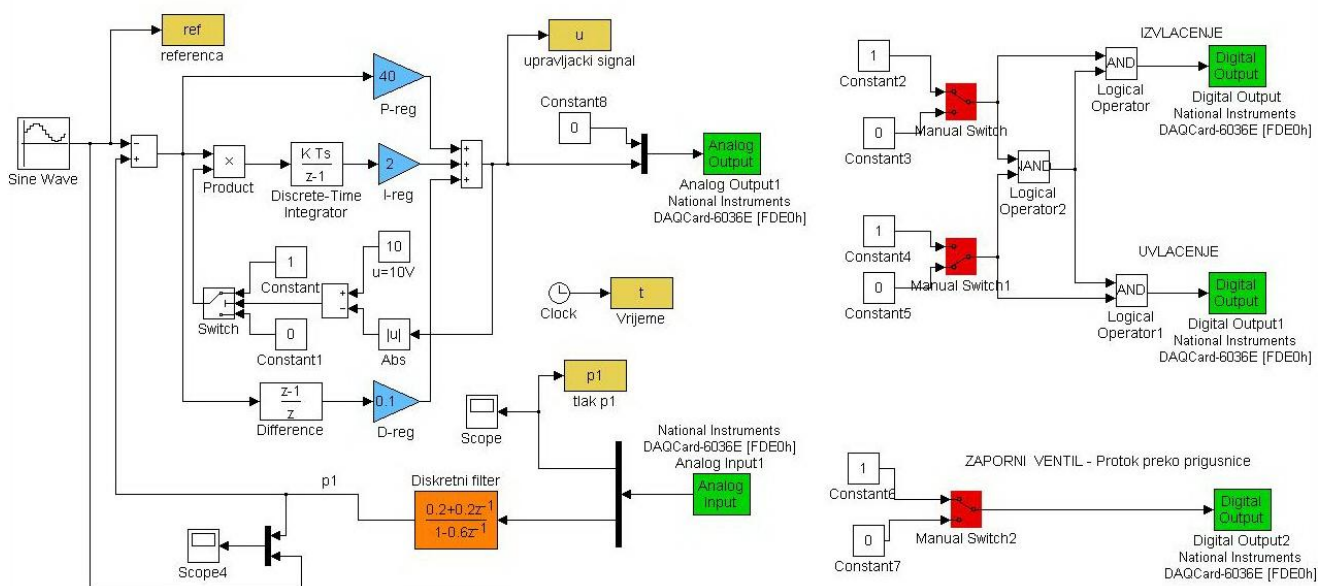 ref
referenca
Sine Wave
−
+
×
Product
K Ts
z-1
Discrete-Time
Integrator
40
P-reg
2
I-reg
+
+
+
u
upravljacki signal
Constant8
0
Analog
Output
Analog Output1
National Instruments
DAQCard-6036E [FDE0h]
1
Constant
Switch
0
Constant1
10
u=10V
+
−
|u|
Abs
z-1
z
Difference
0.1
D-reg
Clock
t
Vrijeme
p1
tlak p1
Scope
National Instruments
DAQCard-6036E [FDE0h]
Analog Input1
Analog
Input
Diskretni filter
0.2+0.2z-1
1-0.6z-1
p1
Scope4
IZVLACENJE
1
Constant2
0
Constant3
Manual Switch
AND
Logical
Operator
Digital
Output
Digital Output
National Instruments
DAQCard-6036E [FDE0h]
NAND
Logical
Operator2
UVLACENJE
1
Constant4
0
Constant5
Manual Switch1
AND
Logical
Operator1
Digital
Output
Digital Output1
National Instruments
DAQCard-6036E [FDE0h]
ZAPORNI VENTIL - Protok preko prigusnice
1
Constant6
0
Constant7
Manual Switch2
Digital
Output
Digital Output2
National Instruments
DAQCard-6036E [FDE0h]